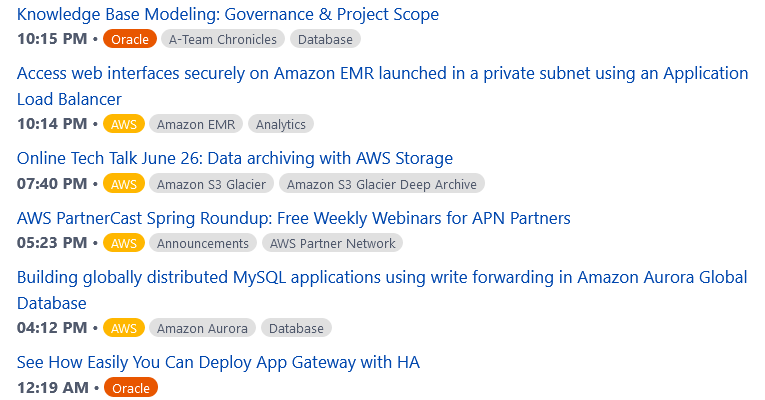 Knowledge Base Modeling: Governance & Project Scope
10:15 PM • Oracle A-Team Chronicles Database
Access web interfaces securely on Amazon EMR launched in a private subnet using an Application
Load Balancer
10:14 PM • AWS Amazon EMR Analytics
Online Tech Talk June 26: Data archiving with AWS Storage
07:40 PM • AWS Amazon S3 Glacier Amazon S3 Glacier Deep Archive
AWS PartnerCast Spring Roundup: Free Weekly Webinars for APN Partners
05:23 PM • AWS Announcements AWS Partner Network
Building globally distributed MySQL applications using write forwarding in Amazon Aurora Global
Database
04:12 PM • AWS Amazon Aurora Database
See How Easily You Can Deploy App Gateway with HA
12:19 AM • Oracle